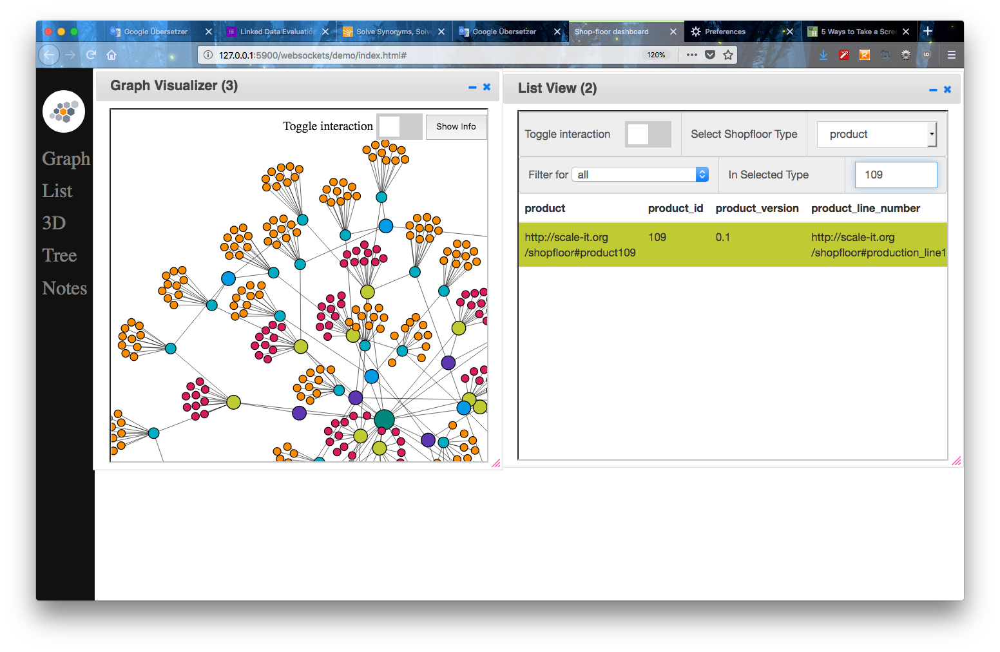 Google Übersetzer
Linked Data Evaluation
Solve Synonyms, Solv
Google Übersetzer
Shop-floor dashboard
Preferences
5 Ways to Take a Scre
127.0.0.1:5900/websockets/demo/index.html#
120%
Graph
List
3D
Tree
Notes
Graph Visualizer (3)
Toggle interaction
Show Info
List View (2)
Toggle interaction
Select Shopfloor Type
product
Filter for
all
In Selected Type
109
product product_id product_version product_line_number
http://scale-it.org 109 0.1 http://scale-it.org
/shopfloor#product109 /shopfloor#production_line1